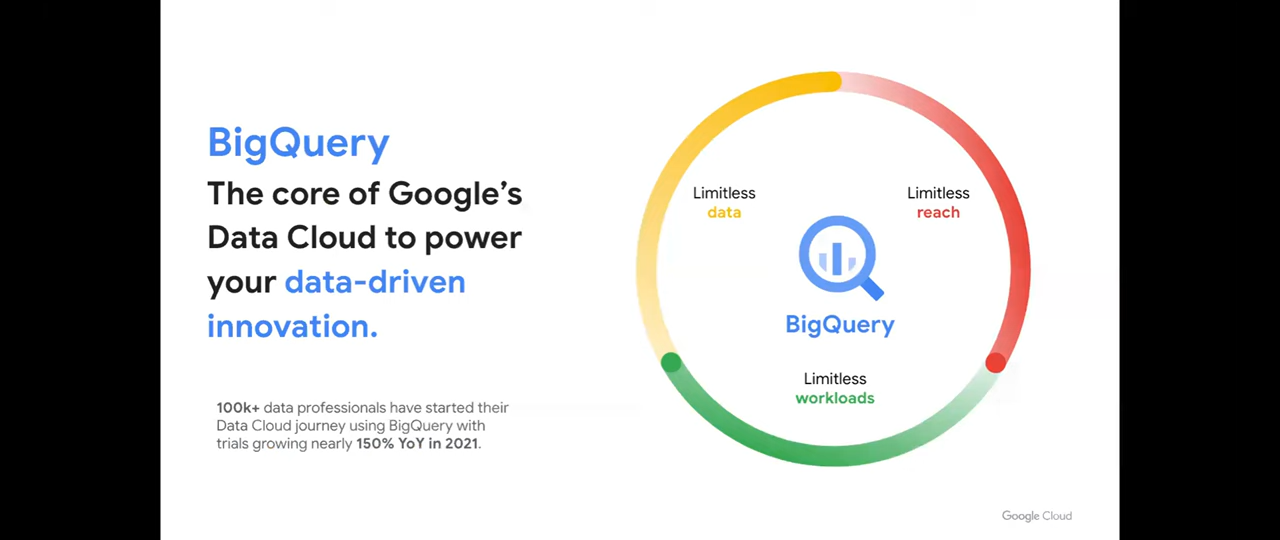 BigQuery
The core of Google's
Data Cloud to power
your data-driven
innovation.
100k+ data professionals have started their
Data Cloud journey using BigQuery with
trials growing nearly 150% YoY in 2021.
Limitless
data
Limitless
reach
BigQuery
Limitless
workloads
Google Cloud